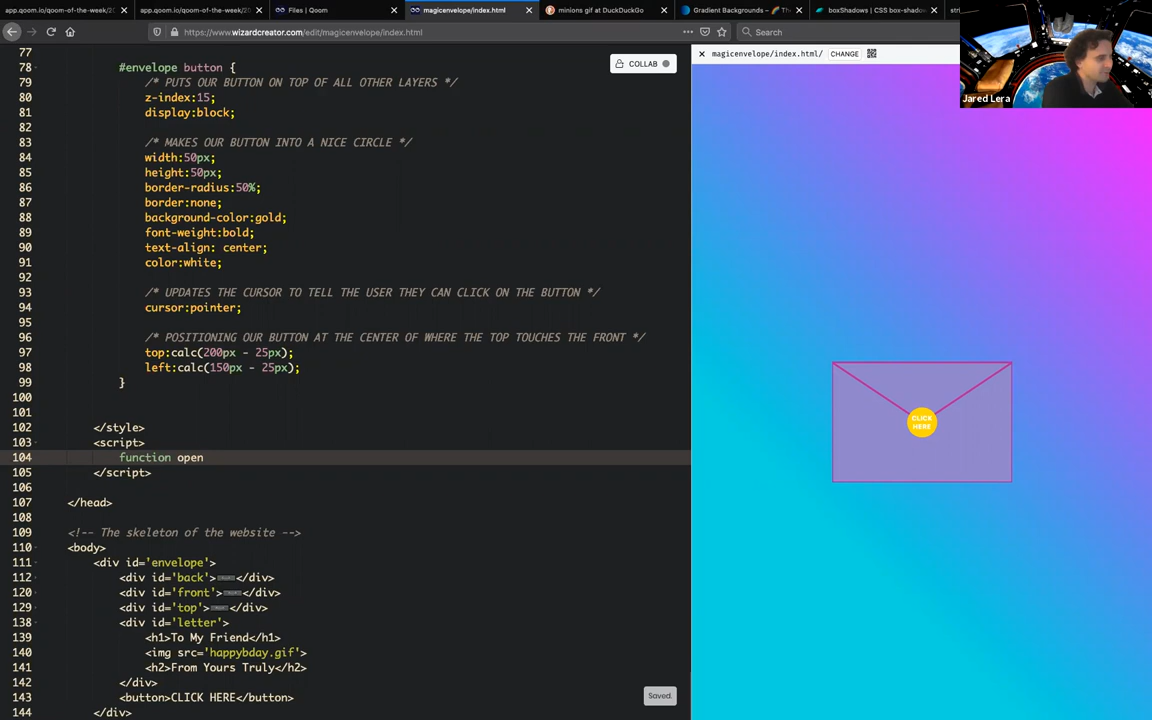 app.qoom.io/qoom-of-the-week/20
app.qoom.io/qoom-of-the-week/
Files | Qoom
magicenvelope/index.html
minions gif at DuckDuckGo
Gradient Backgrounds –
boxShadows | CSS box-shado
https://www.wizardcreator.com/edit/magicenvelope/index.html
Search
COLLAB
magicenvelope/index.html/ CHANGE
Jared Lera
77
78 #envelope button {
79 /* PUTS OUR BUTTON ON TOP OF ALL OTHER LAYERS */
80 z-index:15;
81 display:block;
82
83 /* MAKES OUR BUTTON INTO A NICE CIRCLE */
84 width:50px;
85 height:50px;
86 border-radius:50%;
87 border:none;
88 background-color:gold;
89 font-weight:bold;
90 text-align: center;
91 color:white;
92
93 /* UPDATES THE CURSOR TO TELL THE USER THEY CAN CLICK ON THE BUTTON */
94 cursor:pointer;
95
96 /* POSITIONING OUR BUTTON AT THE CENTER OF WHERE THE TOP TOUCHES THE FRONT */
97 top:calc(200px - 25px);
98 left:calc(150px - 25px);
99 }
100
101
102 </style>
103 <script>
104 function open
105 </script>
106
107 </head>
108
109 <!-- The skeleton of the website -->
110 <body>
111 <div id='envelope'>
112 <div id='back'></div>
120 <div id='front'></div>
129 <div id='top'></div>
138 <div id='letter'>
139 <h1>To My Friend</h1>
140 <img src='happybday.gif'>
141 <h2>From Yours Truly</h2>
142 </div>
143 <button>CLICK HERE</button>
144 </div>
CLICK
HERE
Saved.